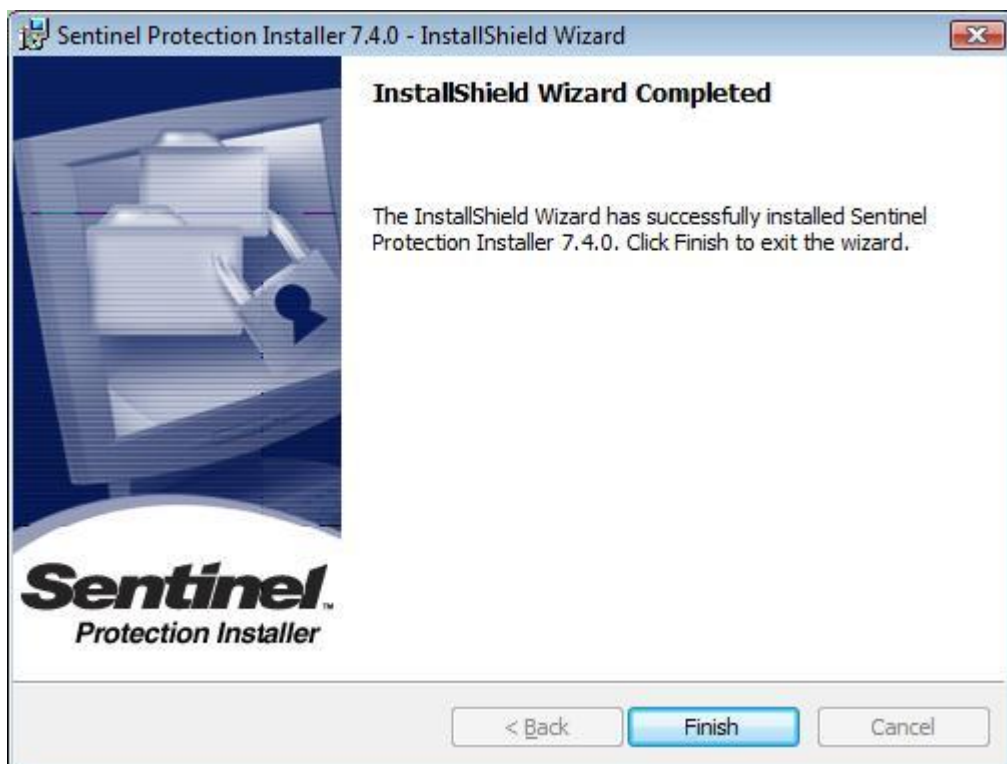 Sentinel Protection Installer 7.4.0 - InstallShield Wizard
InstallShield Wizard Completed
The InstallShield Wizard has successfully installed Sentinel
Protection Installer 7.4.0. Click Finish to exit the wizard.
Sentinel™
Protection Installer
< Back
Finish
Cancel